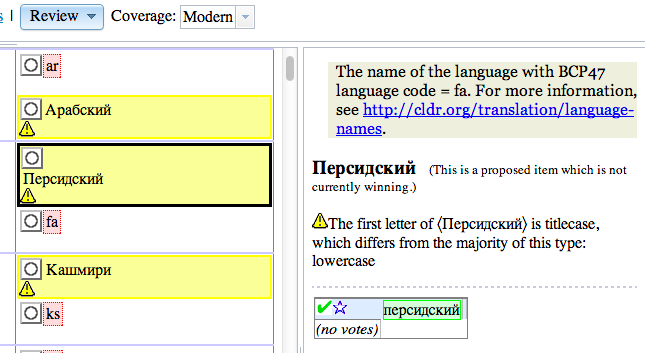 s | Review Coverage: Modern
ar
Арабский
Персидский
fa
Кашмири
ks
The name of the language with BCP47
language code = fa. For more information,
see http://cldr.org/translation/language-
names.
Персидский (This is a proposed item which is not
currently winning.)
The first letter of ⟨Персидский⟩ is titlecase,
which differs from the majority of this type:
lowercase
персидский
(no votes)